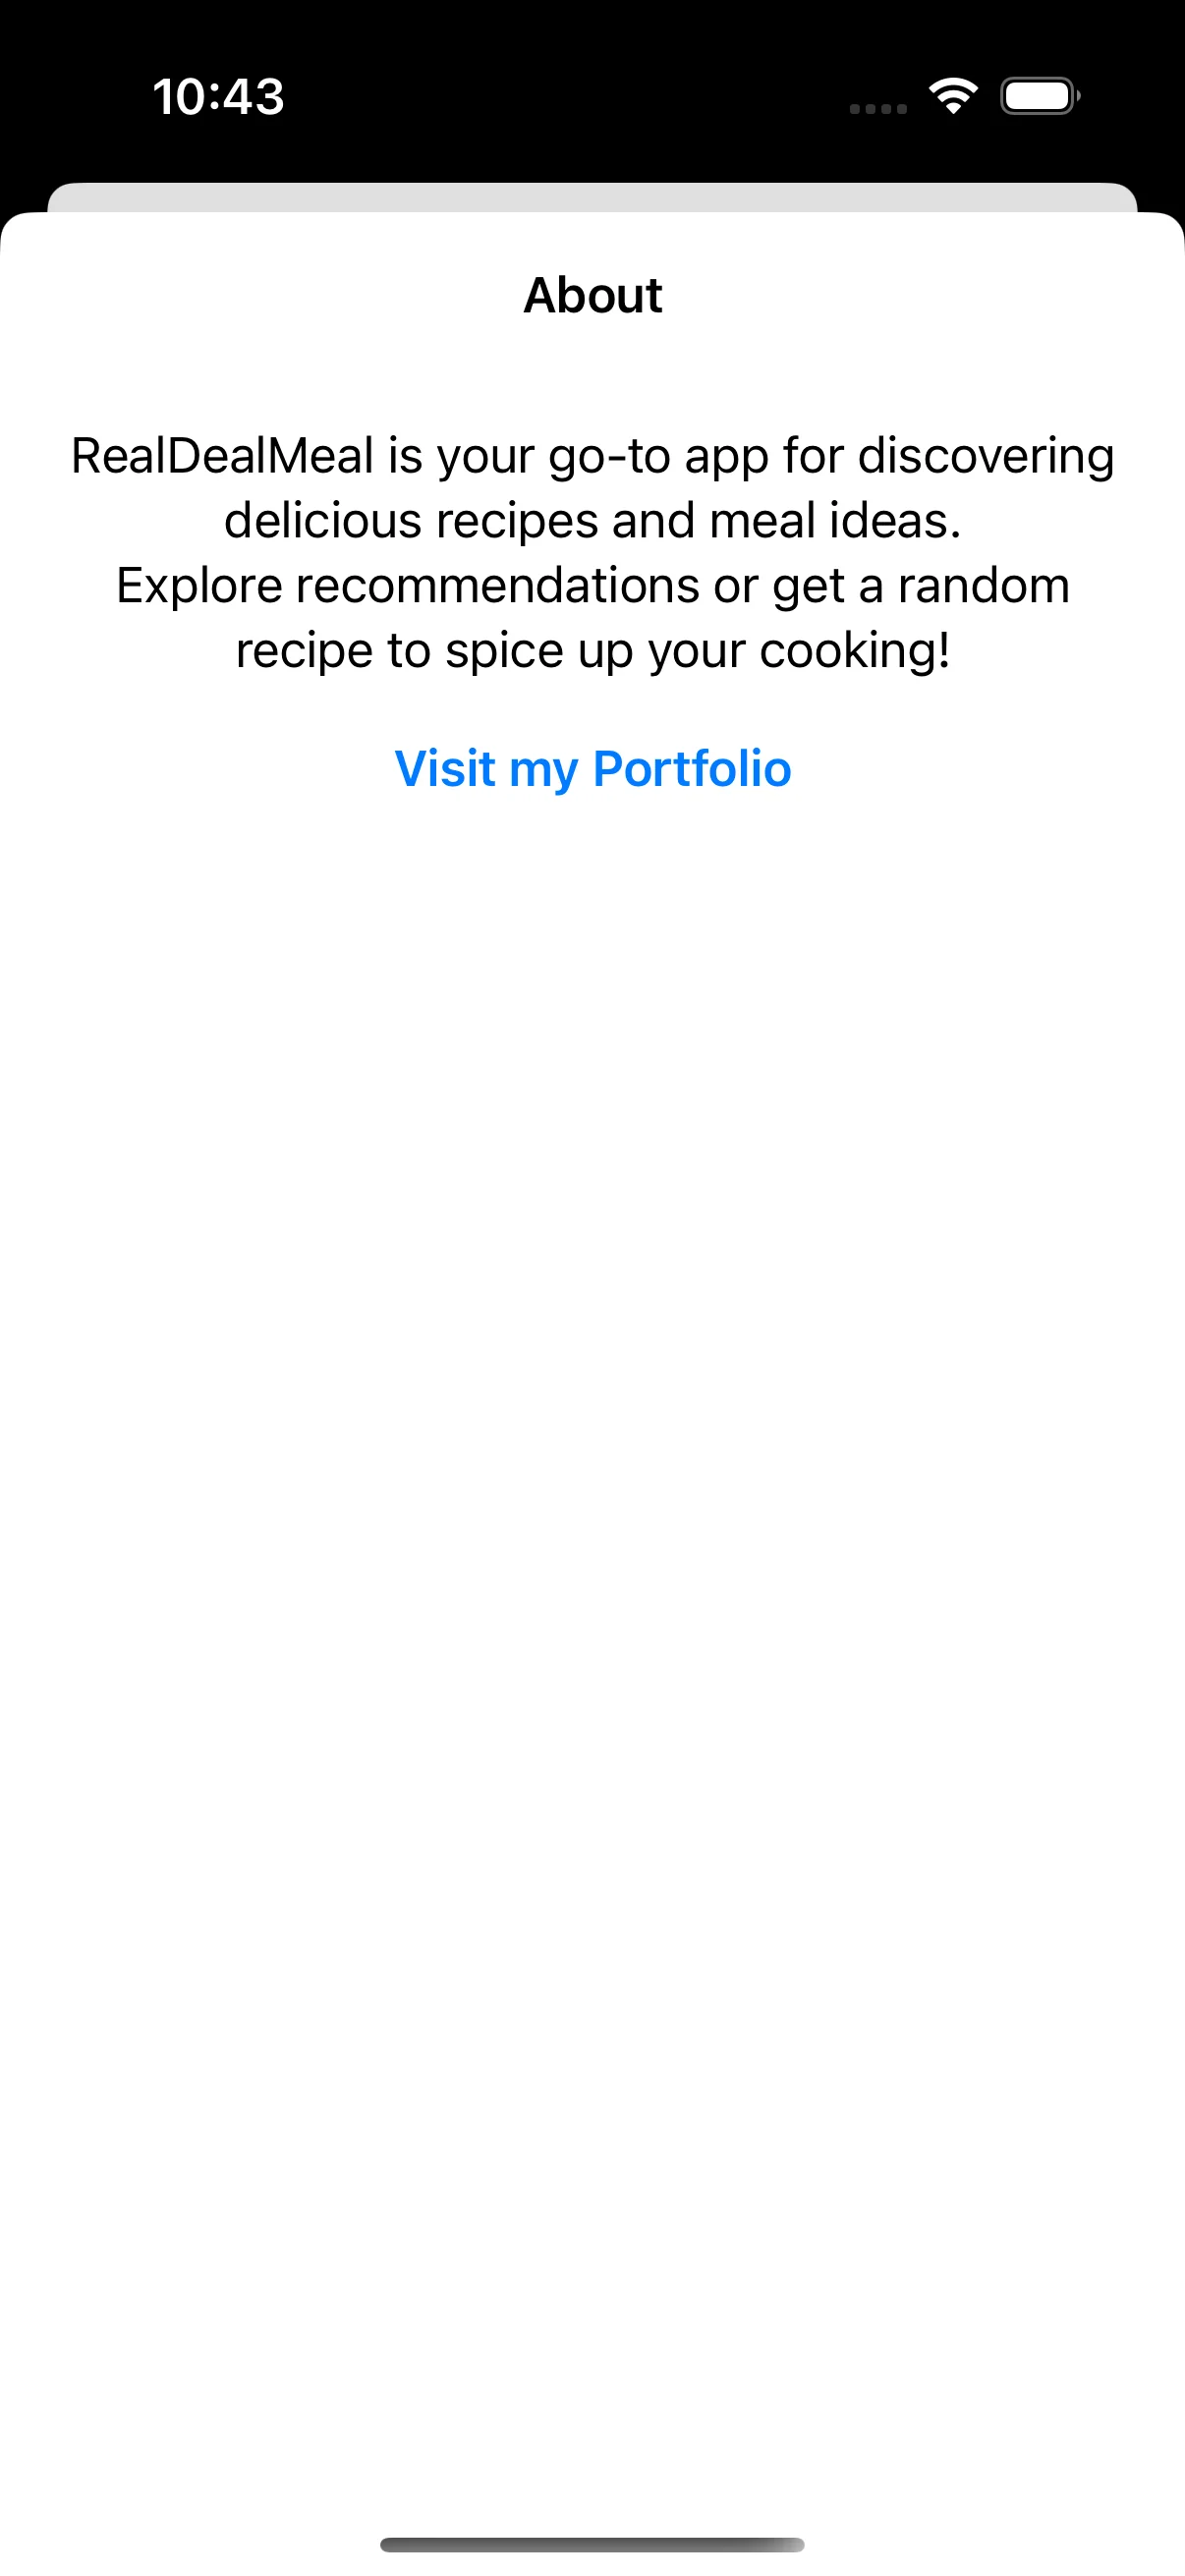 10:43
About
RealDealMeal is your go-to app for discovering
delicious recipes and meal ideas.
Explore recommendations or get a random
recipe to spice up your cooking!
Visit my Portfolio